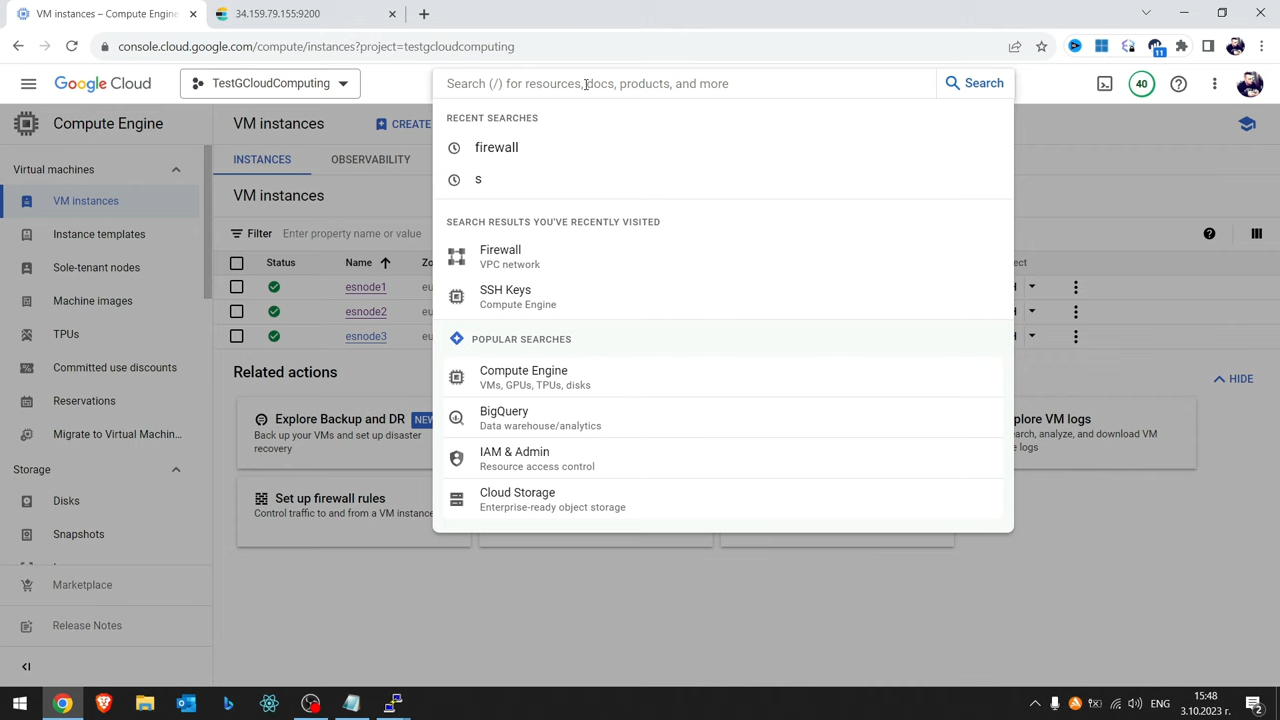 VM instances – Compute Engine
34.159.79.155:9200
console.cloud.google.com/compute/instances?project=testgcloudcomputing
11
Google Cloud
TestGCloudComputing
Search (/) for resources, docs, products, and more
Search
40
Compute Engine
VM instances
CREATE
RECENT SEARCHES
firewall
s
Virtual machines
INSTANCES
OBSERVABILITY
VM instances
VM instances
SEARCH RESULTS YOU'VE RECENTLY VISITED
Instance templates
Filter
Enter property name or value
Firewall
VPC network
Sole-tenant nodes
Status
Name
Zo
SSH Keys
Compute Engine
Machine images
esnode1
eu
esnode2
eu
TPUs
esnode3
eu
POPULAR SEARCHES
Committed use discounts
Related actions
Compute Engine
VMs, GPUs, TPUs, disks
HIDE
Reservations
Explore Backup and DR
NEW
Back up your VMs and set up disaster
recovery
BigQuery
Data warehouse/analytics
plore VM logs
earch, analyze, and download VM
e logs
Migrate to Virtual Machin...
IAM & Admin
Resource access control
Storage
Disks
Set up firewall rules
Control traffic to and from a VM instance
Cloud Storage
Enterprise-ready object storage
Snapshots
Marketplace
Release Notes
ENG
15:48
3.10.2023 г.
2